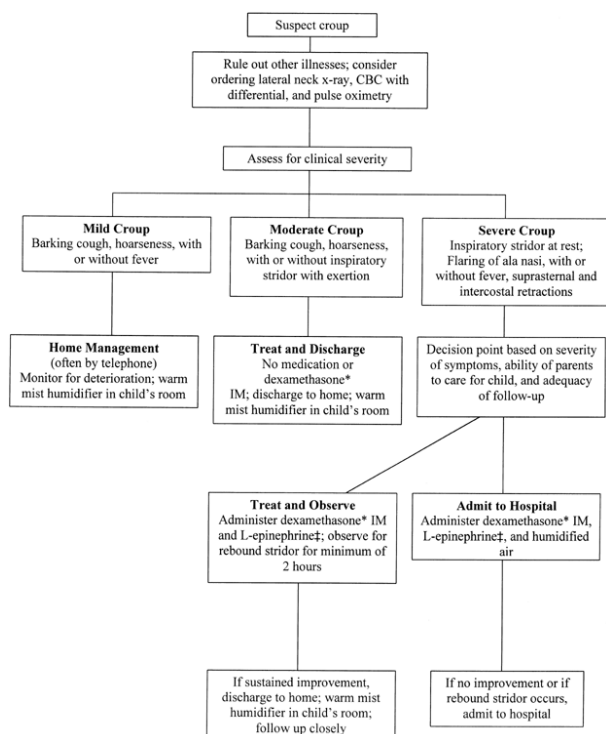 Suspect croup
Rule out other illnesses; consider
ordering lateral neck x-ray, CBC with
differential, and pulse oximetry
Assess for clinical severity
Mild Croup
Barking cough, hoarseness, with
or without fever
Moderate Croup
Barking cough, hoarseness,
with or without inspiratory
stridor with exertion
Severe Croup
Inspiratory stridor at rest;
Flaring of ala nasi, with or
without fever, suprasternal and
intercostal retractions
Home Management
(often by telephone)
Monitor for deterioration; warm
mist humidifier in child's room
Treat and Discharge
No medication or
dexamethasone*
IM; discharge to home; warm
mist humidifier in child's room
Decision point based on severity
of symptoms, ability of parents
to care for child, and adequacy
of follow-up
Treat and Observe
Administer dexamethasone* IM
and L-epinephrine‡; observe for
rebound stridor for minimum of
2 hours
Admit to Hospital
Administer dexamethasone* IM,
L-epinephrine‡, and humidified
air
If sustained improvement,
discharge to home; warm mist
humidifier in child's room;
follow up closely
If no improvement or if
rebound stridor occurs,
admit to hospital